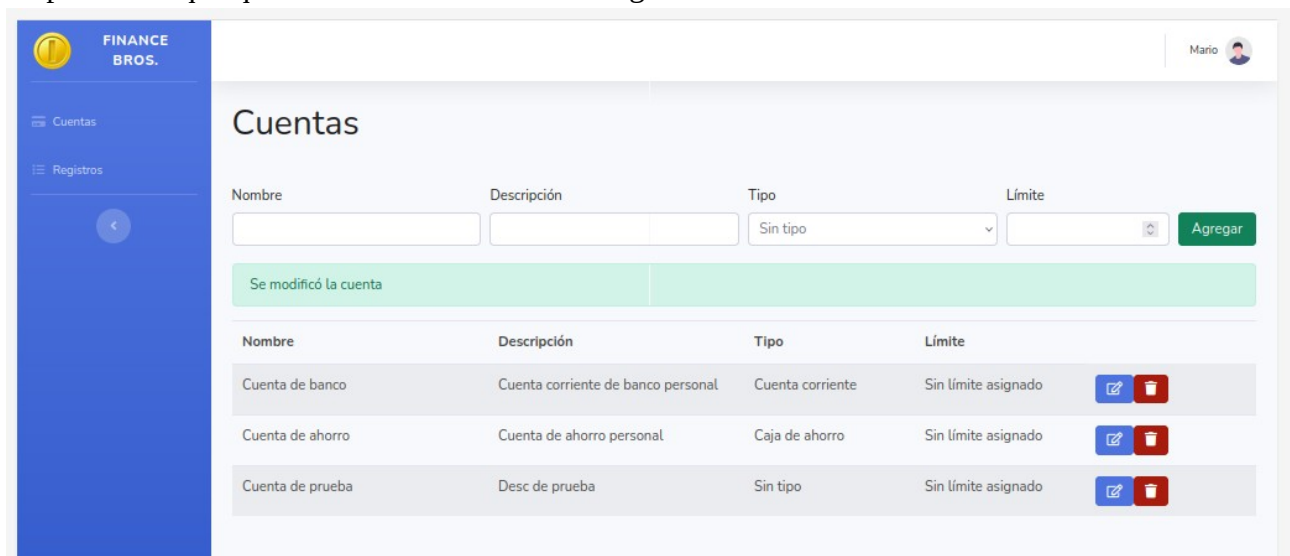 FINANCE
BROS.
Mario
Cuentas
Registros
Cuentas
Nombre Descripción Tipo Límite
Sin tipo Agregar
Se modificó la cuenta
Nombre Descripción Tipo Límite
Cuenta de banco Cuenta corriente de banco personal Cuenta corriente Sin límite asignado
Cuenta de ahorro Cuenta de ahorro personal Caja de ahorro Sin límite asignado
Cuenta de prueba Desc de prueba Sin tipo Sin límite asignado